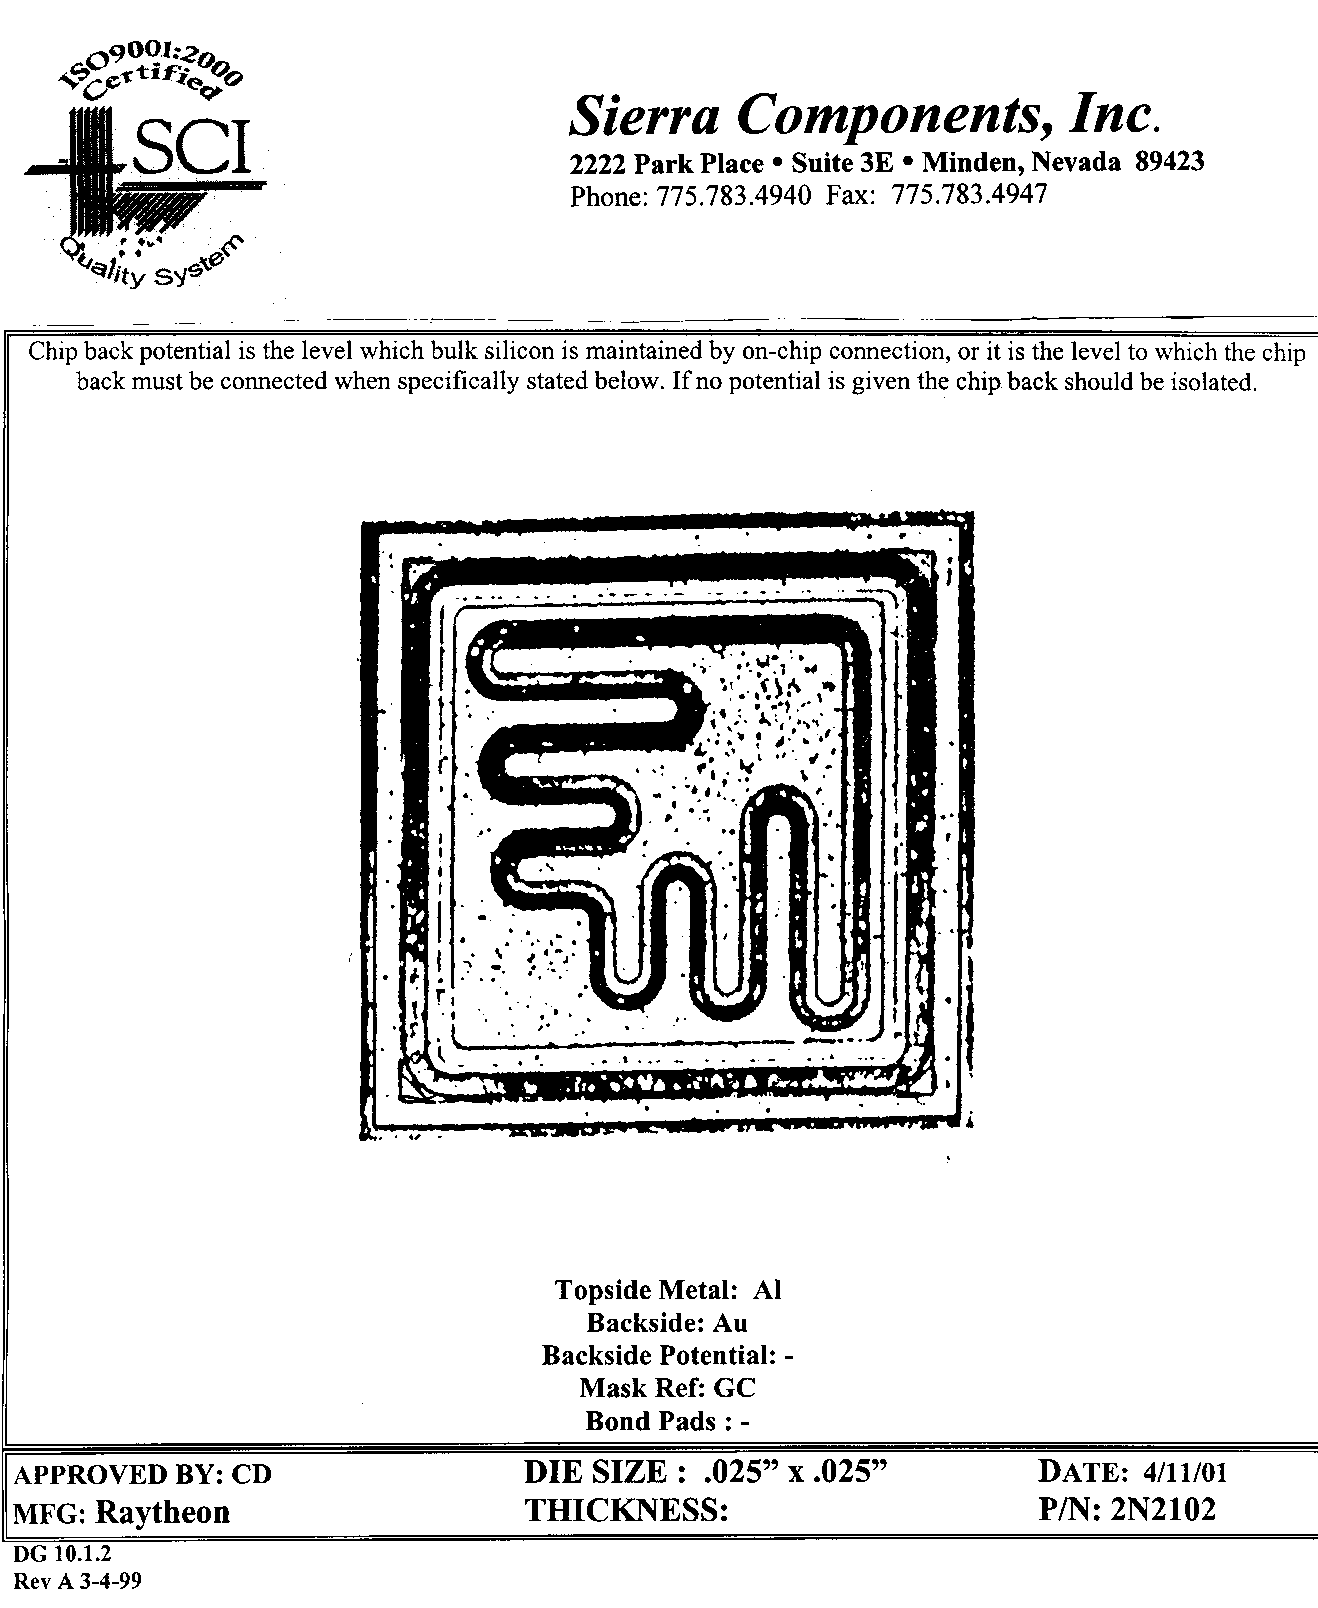 ISO9001:2000
Certified
SCI
Quality System
Sierra Components, Inc.
2222 Park Place • Suite 3E • Minden, Nevada 89423
Phone: 775.783.4940 Fax: 775.783.4947
Chip back potential is the level which bulk silicon is maintained by on-chip connection, or it is the level to which the chip
back must be connected when specifically stated below. If no potential is given the chip back should be isolated.
Topside Metal: Al
Backside: Au
Backside Potential: -
Mask Ref: GC
Bond Pads : -
APPROVED BY: CD DIE SIZE : .025” x .025” DATE: 4/11/01
MFG: Raytheon THICKNESS: P/N: 2N2102
DG 10.1.2
Rev A 3-4-99